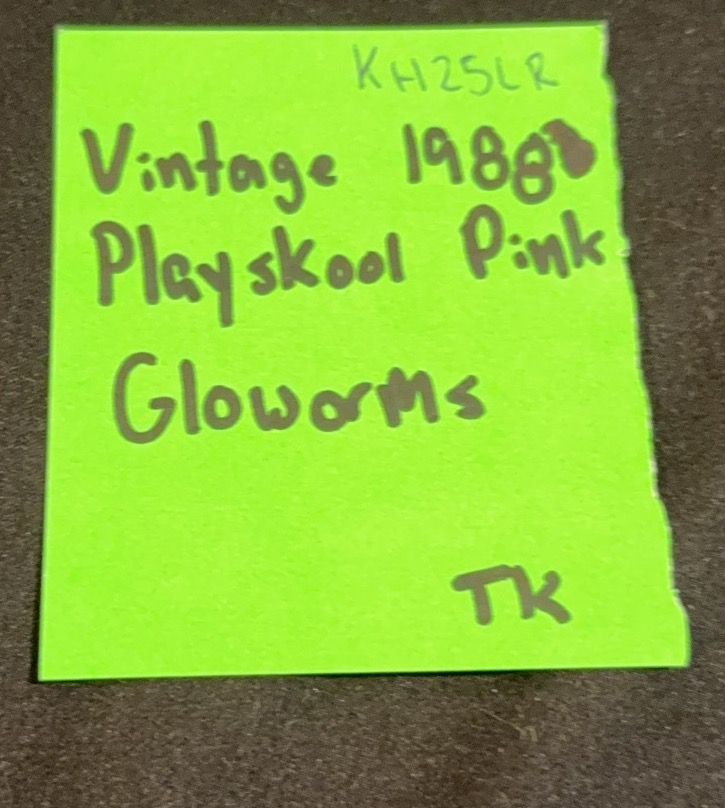 KH25LR
Vintage 1988
Playskool Pink
Gloworms
TK